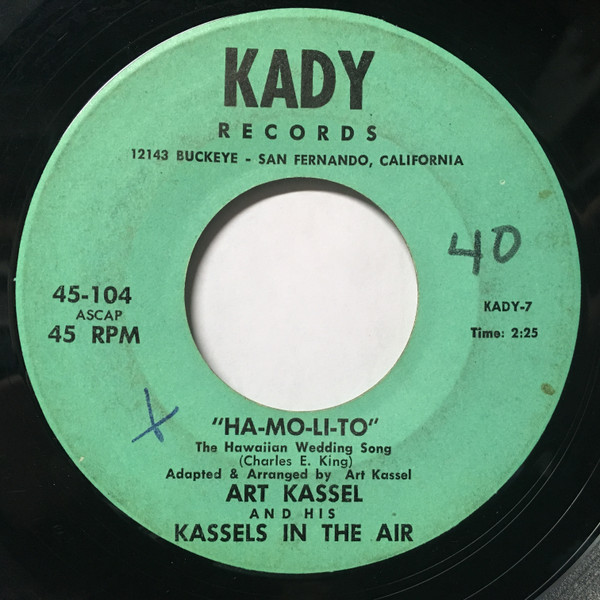 KADY
RECORDS
12143 BUCKEYE - SAN FERNANDO, CALIFORNIA
40
45-104
ASCAP
45 RPM
KADY-7
Time: 2:25
"HA-MO-LI-TO"
The Hawaiian Wedding Song
(Charles E. King)
Adapted & Arranged by Art Kassel
ART KASSEL
AND HIS
KASSELS IN THE AIR